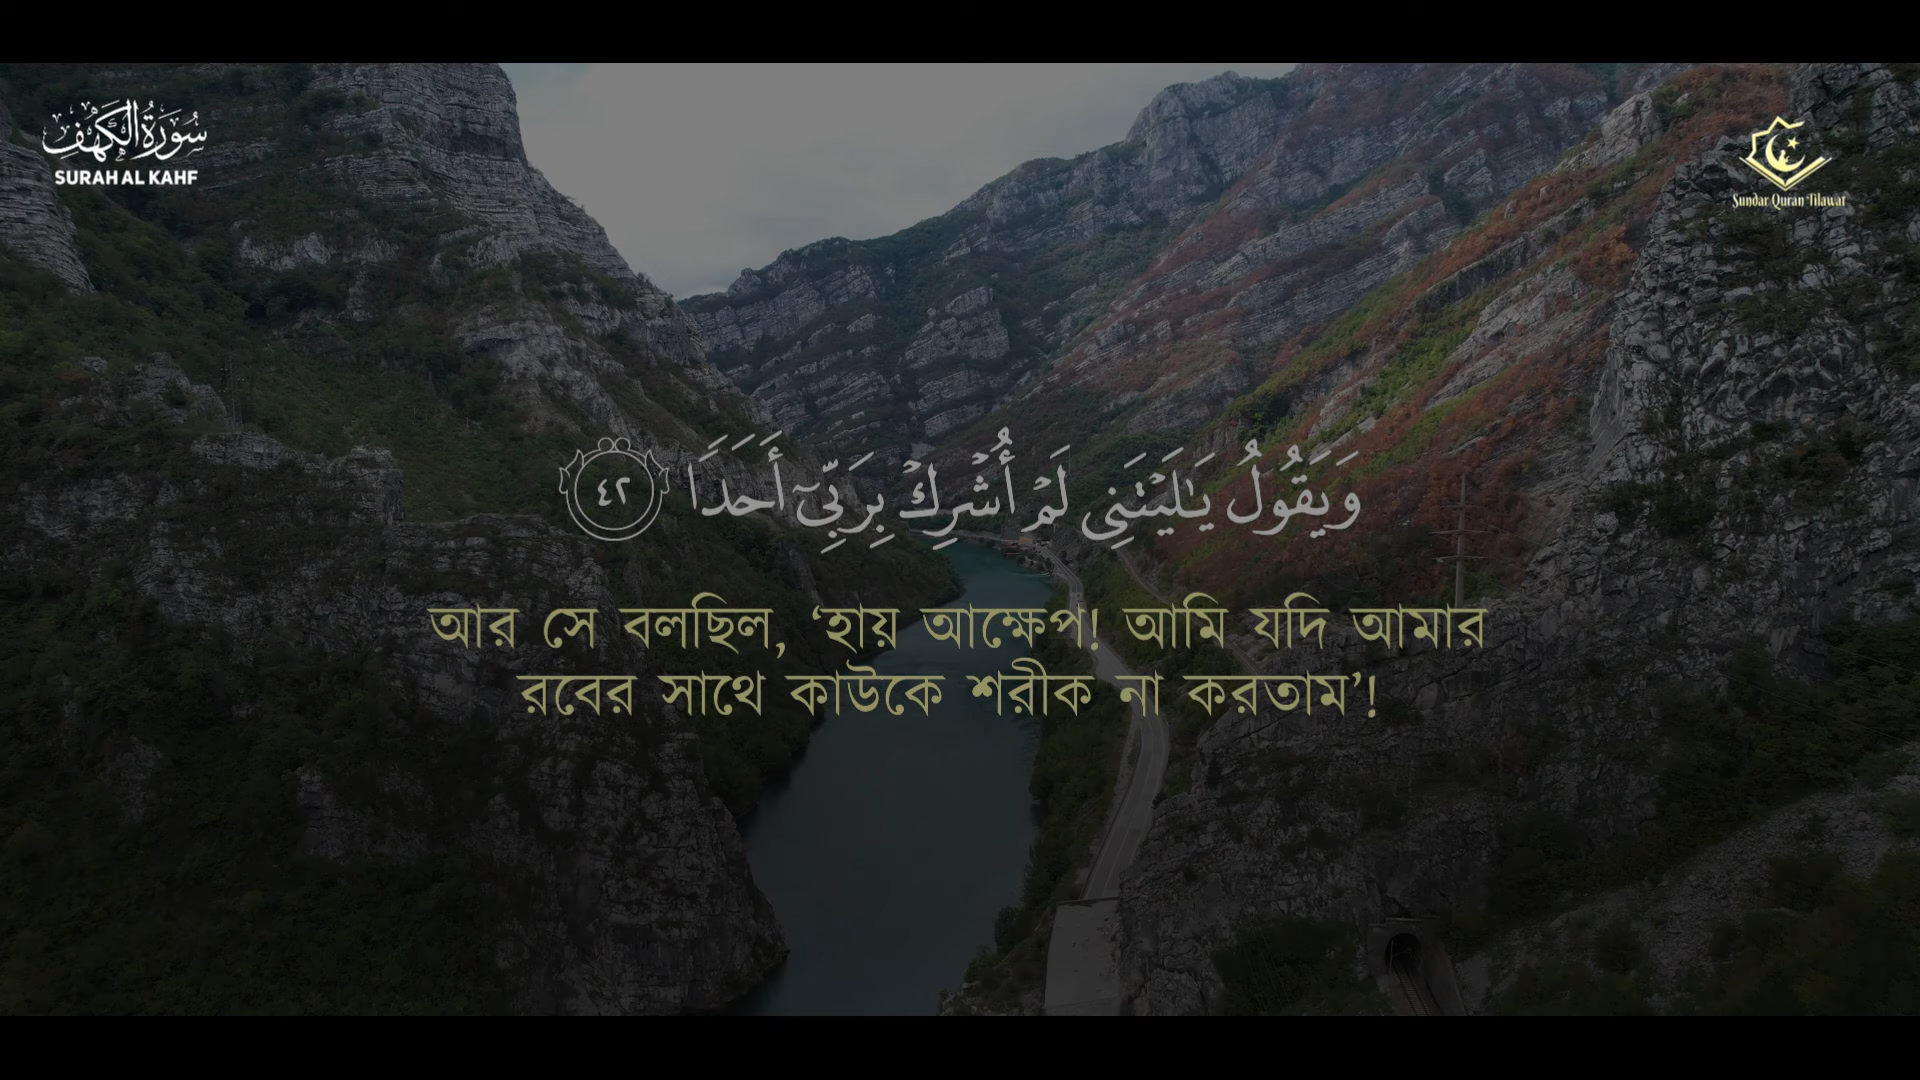 سُورَةُ الْكَهْفِ
SURAH AL KAHF
Sundar Quran Tilawat
وَيَقُولُ يَٰلَيْتَنِى لَمْ أُشْرِكْ بِرَبِّىٓ أَحَدًا ٤٢
আর সে বলছিল, ‘হায় আক্ষেপ! আমি যদি আমার
রবের সাথে কাউকে শরীক না করতাম’!